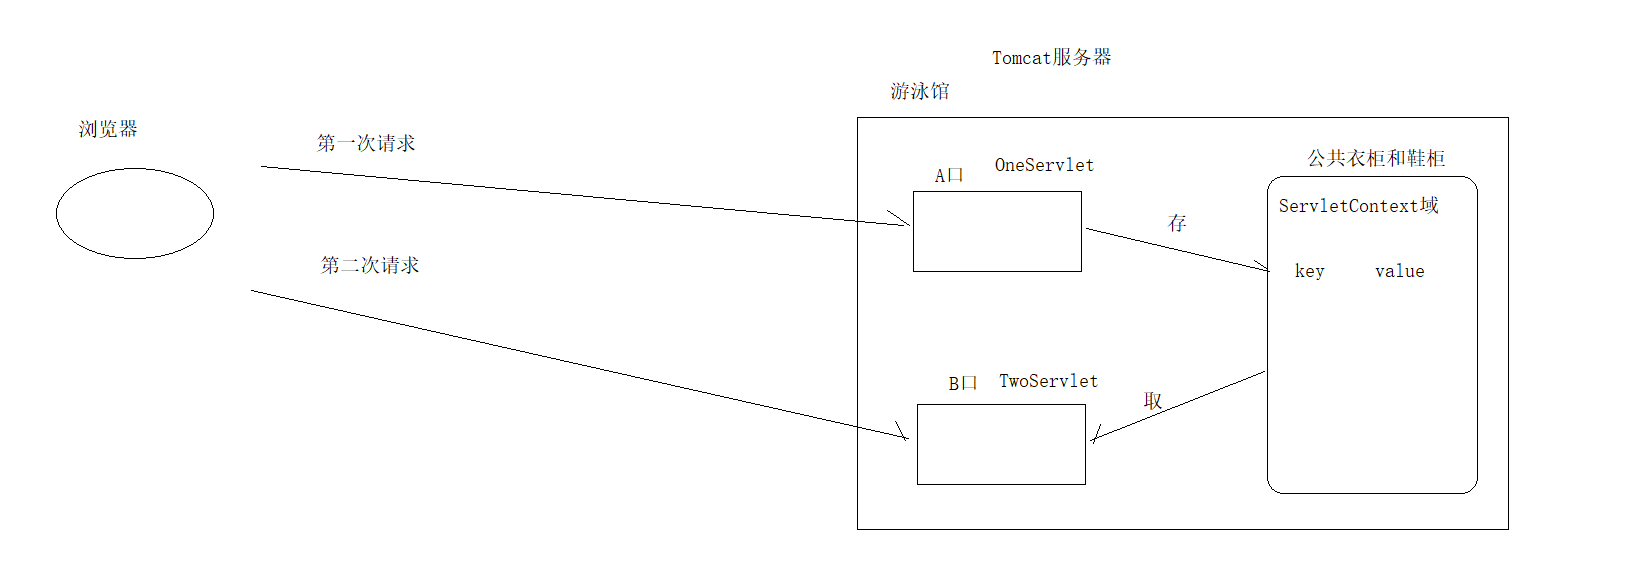 Tomcat服务器
游泳馆
浏览器
第一次请求
公共衣柜和鞋柜
A口
OneServlet
ServletContext域
存
第二次请求
key
value
B口
TwoServlet
取